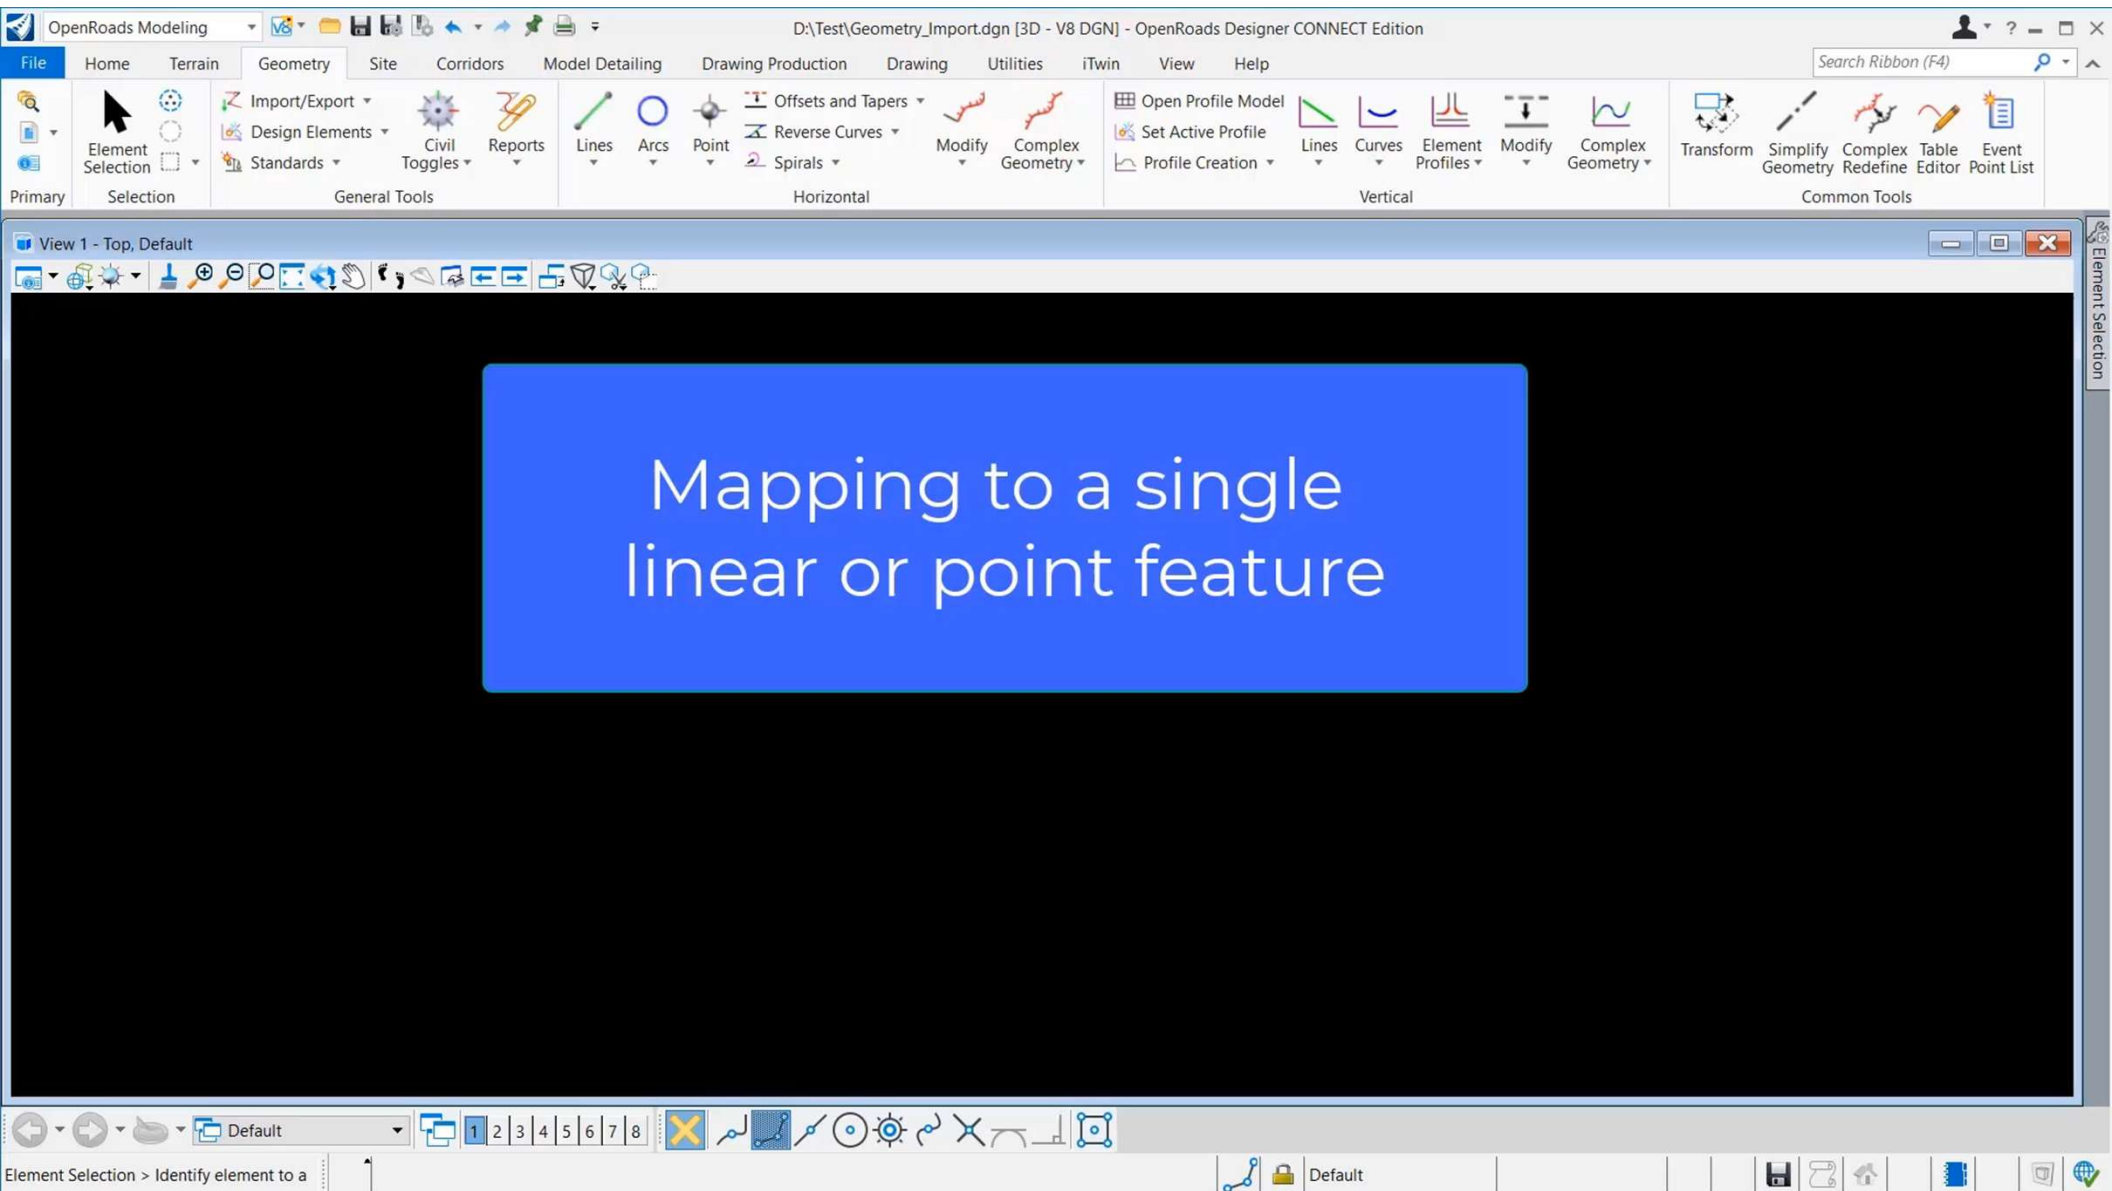 OpenRoads Modeling
D:\Test\Geometry_Import.dgn [3D - V8 DGN] - OpenRoads Designer CONNECT Edition
File Home Terrain Geometry Site Corridors Model Detailing Drawing Production Drawing Utilities iTwin View Help
Search Ribbon (F4)
Element Selection
Import/Export
Design Elements
Standards
Civil Toggles
Reports
Lines
Arcs
Point
Offsets and Tapers
Reverse Curves
Spirals
Modify
Complex Geometry
Open Profile Model
Set Active Profile
Profile Creation
Lines
Curves
Element Profiles
Modify
Complex Geometry
Transform
Simplify Geometry
Complex Redefine
Table Editor
Event Point List
Primary Selection General Tools Horizontal Vertical Common Tools
View 1 - Top, Default
Element Selection
Mapping to a single
linear or point feature
Default
1 2 3 4 5 6 7 8
Element Selection > Identify element to a
Default